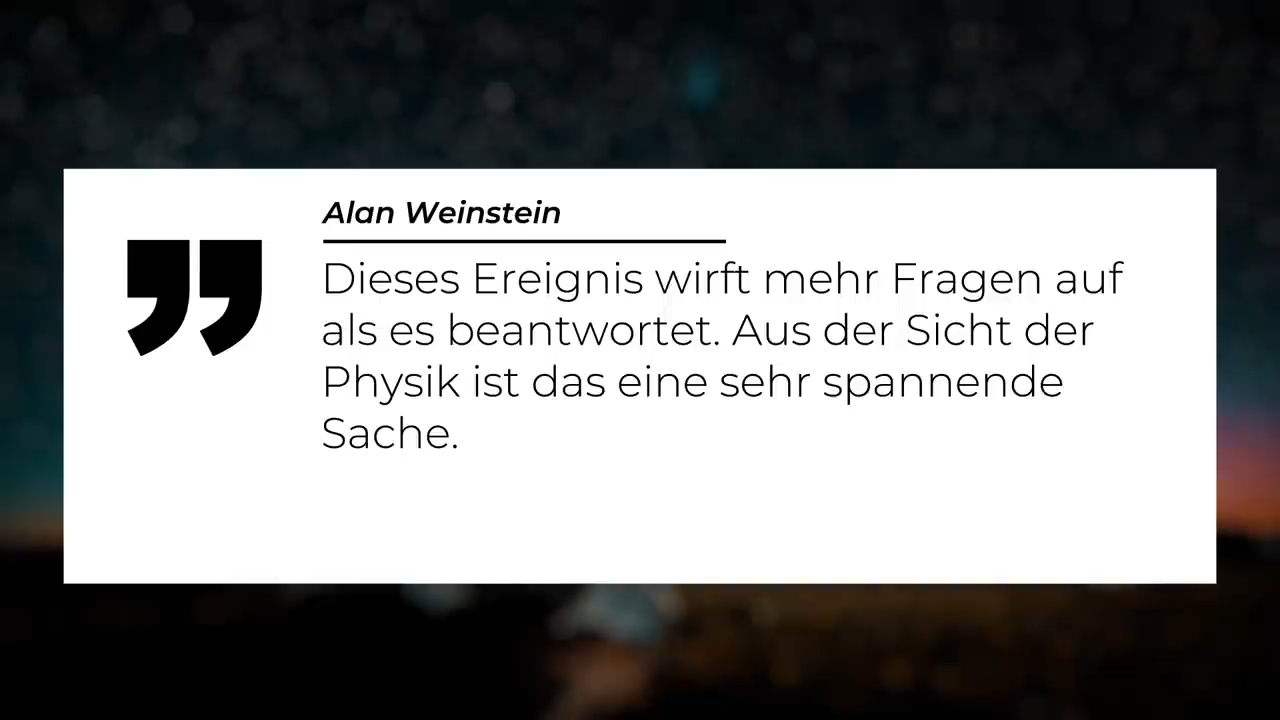 Alan Weinstein
Dieses Ereignis wirft mehr Fragen auf
als es beantwortet. Aus der Sicht der
Physik ist das eine sehr spannende
Sache.